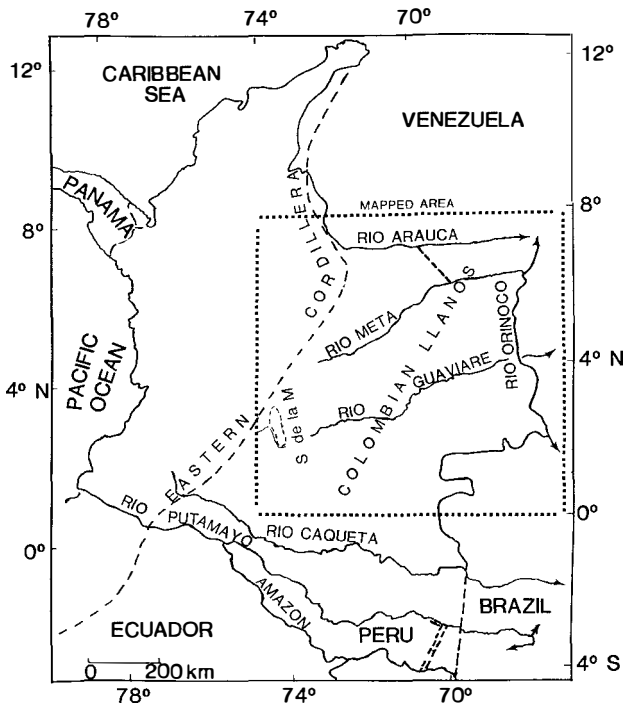 78° 74° 70°
12°
12°
CARIBBEAN
SEA
VENEZUELA
PANAMA
MAPPED AREA
8°
8°
RIO ARAUCA
CORDILLERA
RIO META
COLOMBIAN LLANOS
RIO ORINOCO
PACIFIC
OCEAN
4° N
4° N
GUAVIARE
RIO
S de la M
EASTERN
0°
RIO
PUTAMAYO
RIO CAQUETA
0°
AMAZON
BRAZIL
ECUADOR
PERU
0 200 km
4° S
78° 74° 70°